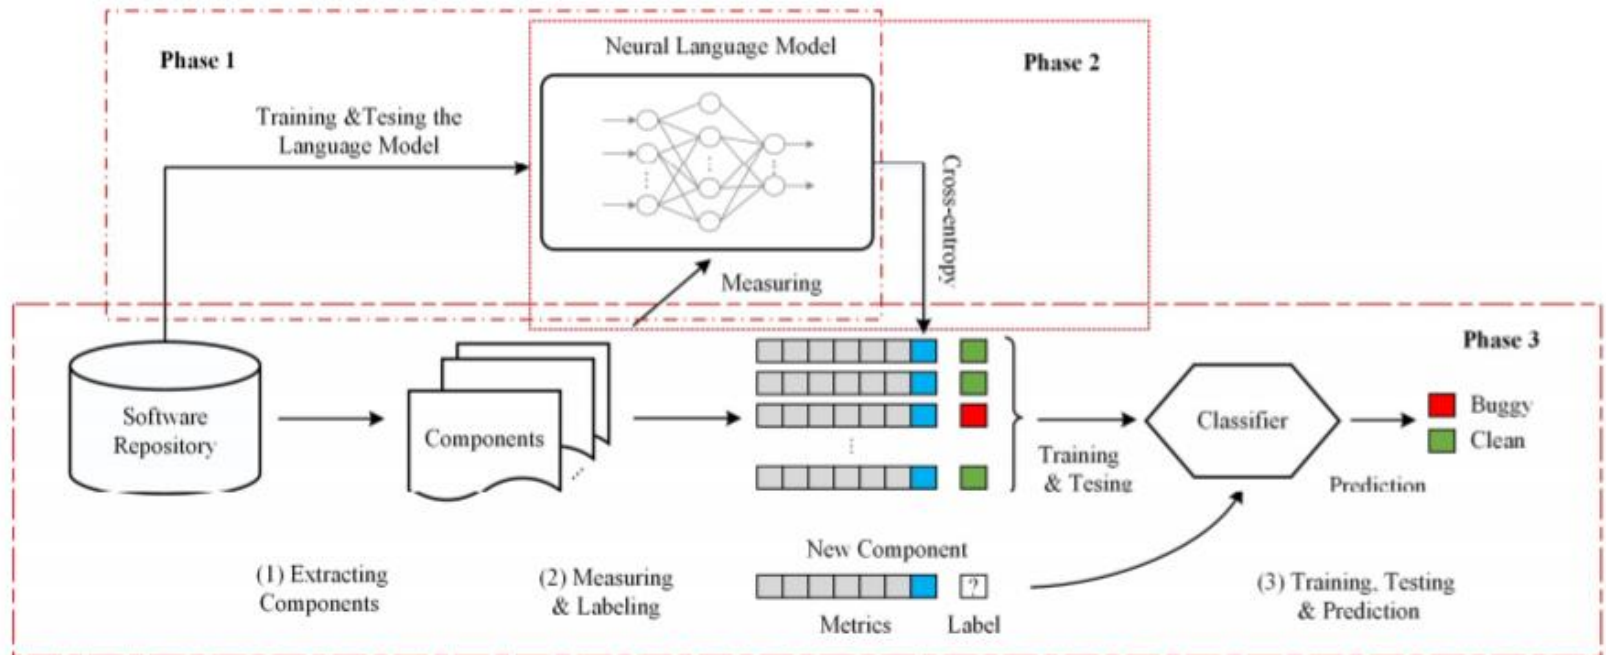 Phase 1
Neural Language Model
Phase 2
Training &Tesing the
Language Model
Cross-entropy
Measuring
Phase 3
Software
Repository
Components
Classifier
Buggy
Clean
Training
& Tesing
Prediction
New Component
?
(1) Extracting
Components
(2) Measuring
& Labeling
Metrics
Label
(3) Training, Testing
& Prediction